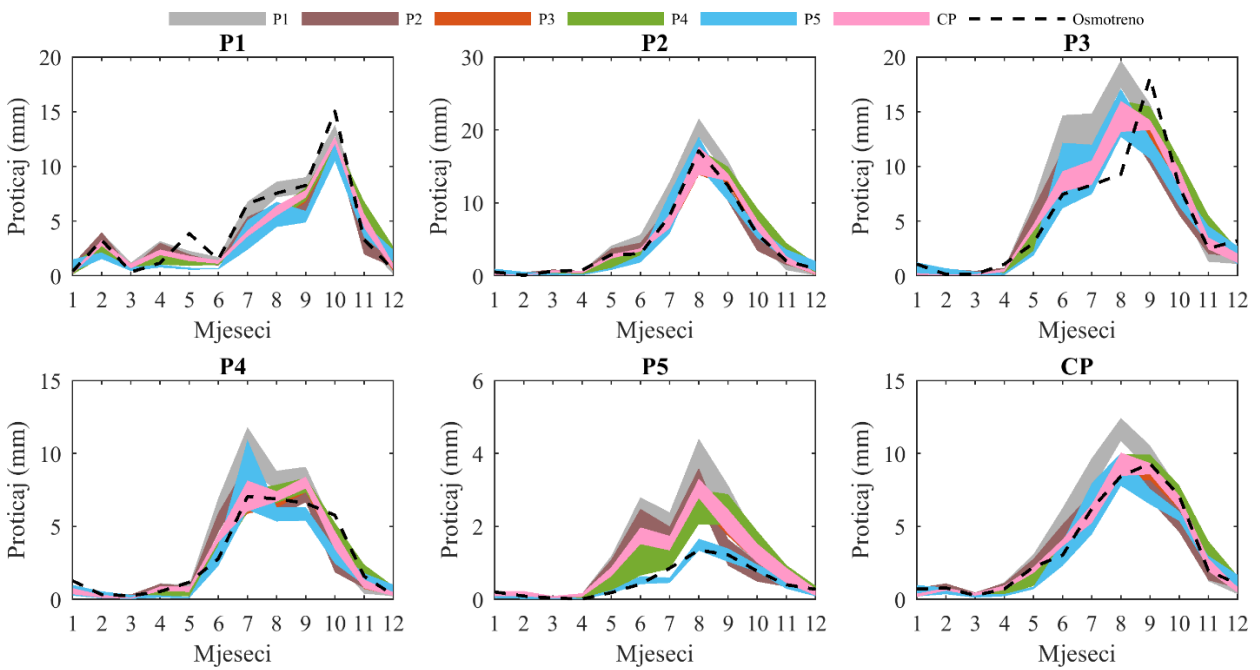 P1 P2 P3 P4 P5 CP Osmotreno
P1 P2 P3
20 30 20
15 15
20
10 10
10
5 5
0 0 0
1 2 3 4 5 6 7 8 9 10 11 12 1 2 3 4 5 6 7 8 9 10 11 12 1 2 3 4 5 6 7 8 9 10 11 12
Proticaj (mm) Proticaj (mm) Proticaj (mm)
Mjeseci Mjeseci Mjeseci
P4 P5 CP
15 6 15
10 4 10
5 2 5
0 0 0
1 2 3 4 5 6 7 8 9 10 11 12 1 2 3 4 5 6 7 8 9 10 11 12 1 2 3 4 5 6 7 8 9 10 11 12
Proticaj (mm) Proticaj (mm) Proticaj (mm)
Mjeseci Mjeseci Mjeseci